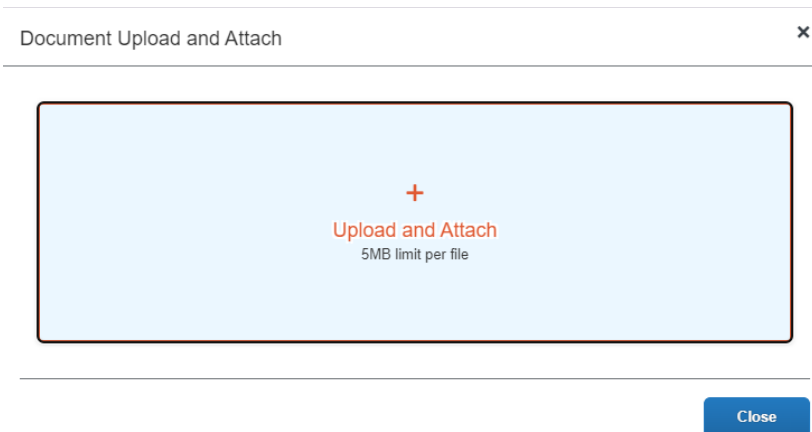 Document Upload and Attach ×
+
Upload and Attach
5MB limit per file
Close